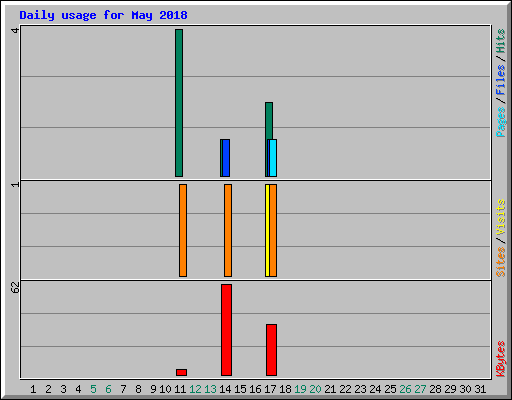 Daily usage for May 2018
4
1
62
Pages/Files/Hits
Sites/Visits
KBytes
1 2 3 4 5 6 7 8 9 10 11 12 13 14 15 16 17 18 19 20 21 22 23 24 25 26 27 28 29 30 31